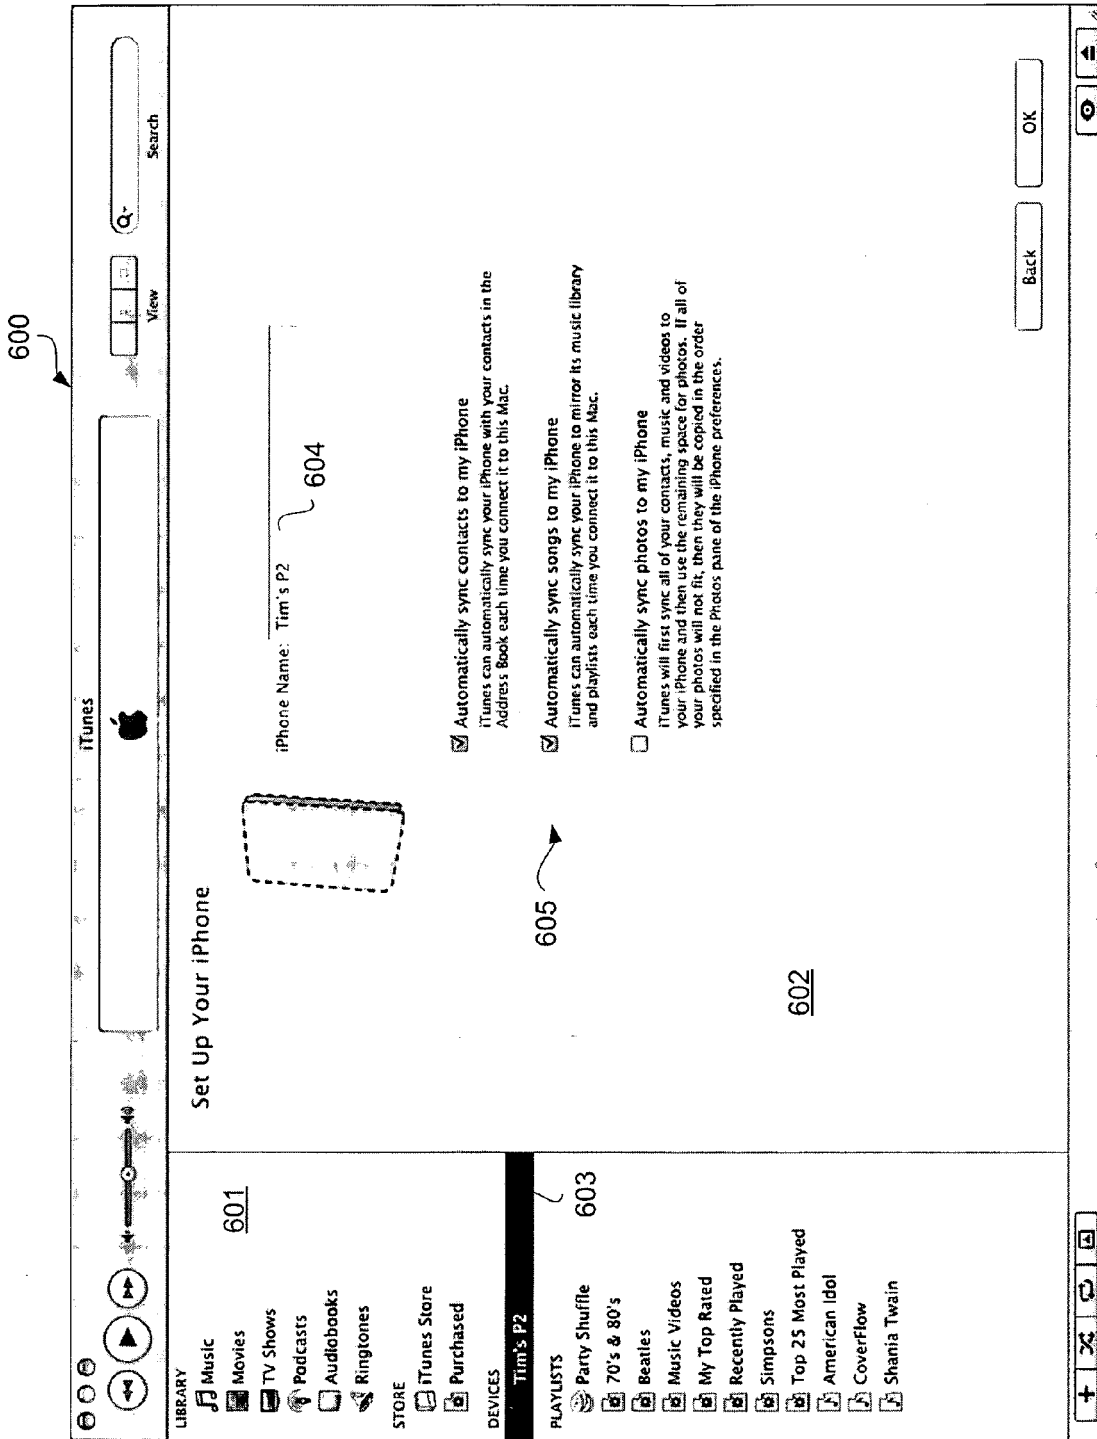 600
iTunes
View
Search
LIBRARY
Music
Movies
TV Shows
Podcasts
Audiobooks
Ringtones
STORE
iTunes Store
Purchased
DEVICES
Tim's P2
PLAYLISTS
Party Shuffle
70's & 80's
Beatles
Music Videos
My Top Rated
Recently Played
Simpsons
Top 25 Most Played
American Idol
CoverFlow
Shania Twain
601
603
Set Up Your iPhone
iPhone Name: Tim's P2
604
Automatically sync contacts to my iPhone
iTunes can automatically sync your iPhone with your contacts in the
Address Book each time you connect it to this Mac.
605
Automatically sync songs to my iPhone
iTunes can automatically sync your iPhone to mirror its music library
and playlists each time you connect it to this Mac.
Automatically sync photos to my iPhone
iTunes will first sync all of your contacts, music and videos to
your iPhone and then use the remaining space for photos. If all of
your photos will not fit, then they will be copied in the order
specified in the Photos pane of the iPhone preferences.
602
Back
OK